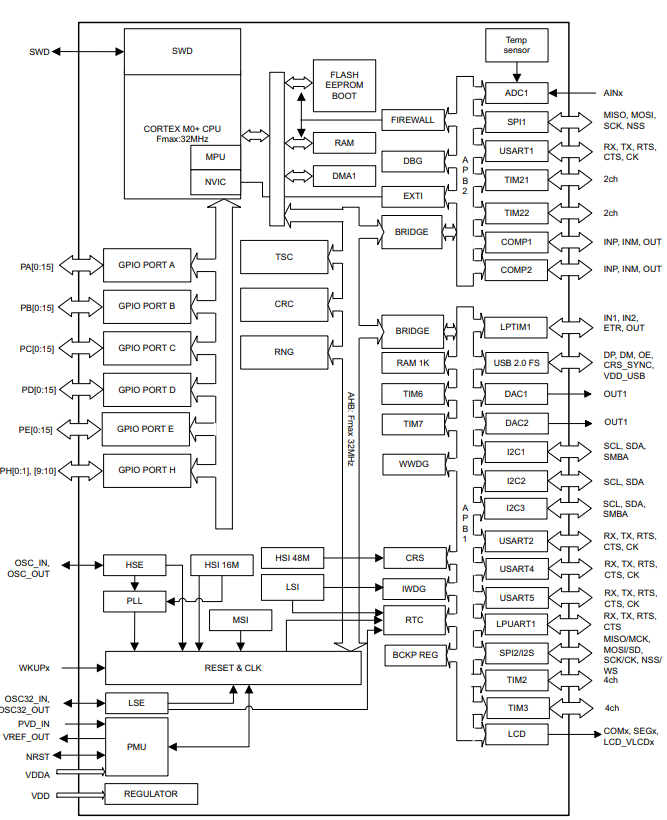 SWD
SWD
CORTEX M0+ CPU
Fmax:32MHz
MPU
NVIC
FLASH
EEPROM
BOOT
RAM
DMA1
FIREWALL
DBG
EXTI
BRIDGE
APB2
Temp
sensor
ADC1
AINx
SPI1
MISO, MOSI,
SCK, NSS
USART1
RX, TX, RTS,
CTS, CK
TIM21
2ch
TIM22
2ch
COMP1
INP, INM, OUT
COMP2
INP, INM, OUT
TSC
CRC
RNG
AHB: Fmax 32MHz
PA[0:15]
GPIO PORT A
PB[0:15]
GPIO PORT B
PC[0:15]
GPIO PORT C
PD[0:15]
GPIO PORT D
PE[0:15]
GPIO PORT E
PH[0:1], [9:10]
GPIO PORT H
BRIDGE
RAM 1K
TIM6
TIM7
WWDG
APB1
LPTIM1
IN1, IN2,
ETR, OUT
USB 2.0 FS
DP, DM, OE,
CRS_SYNC,
VDD_USB
DAC1
OUT1
DAC2
OUT1
I2C1
SCL, SDA,
SMBA
I2C2
SCL, SDA
I2C3
SCL, SDA,
SMBA
USART2
RX, TX, RTS,
CTS, CK
USART4
RX, TX, RTS,
CTS, CK
USART5
RX, TX, RTS,
CTS, CK
LPUART1
RX, TX, RTS,
CTS
SPI2/I2S
MISO/MCK,
MOSI/SD,
SCK/CK, NSS/
WS
TIM2
4ch
TIM3
4ch
LCD
COMx, SEGx,
LCD_VLCDx
OSC_IN,
OSC_OUT
HSE
HSI 16M
HSI 48M
CRS
PLL
LSI
IWDG
MSI
RTC
WKUPx
RESET & CLK
BCKP REG
OSC32_IN,
OSC32_OUT
LSE
PVD_IN
VREF_OUT
NRST
VDDA
PMU
VDD
REGULATOR